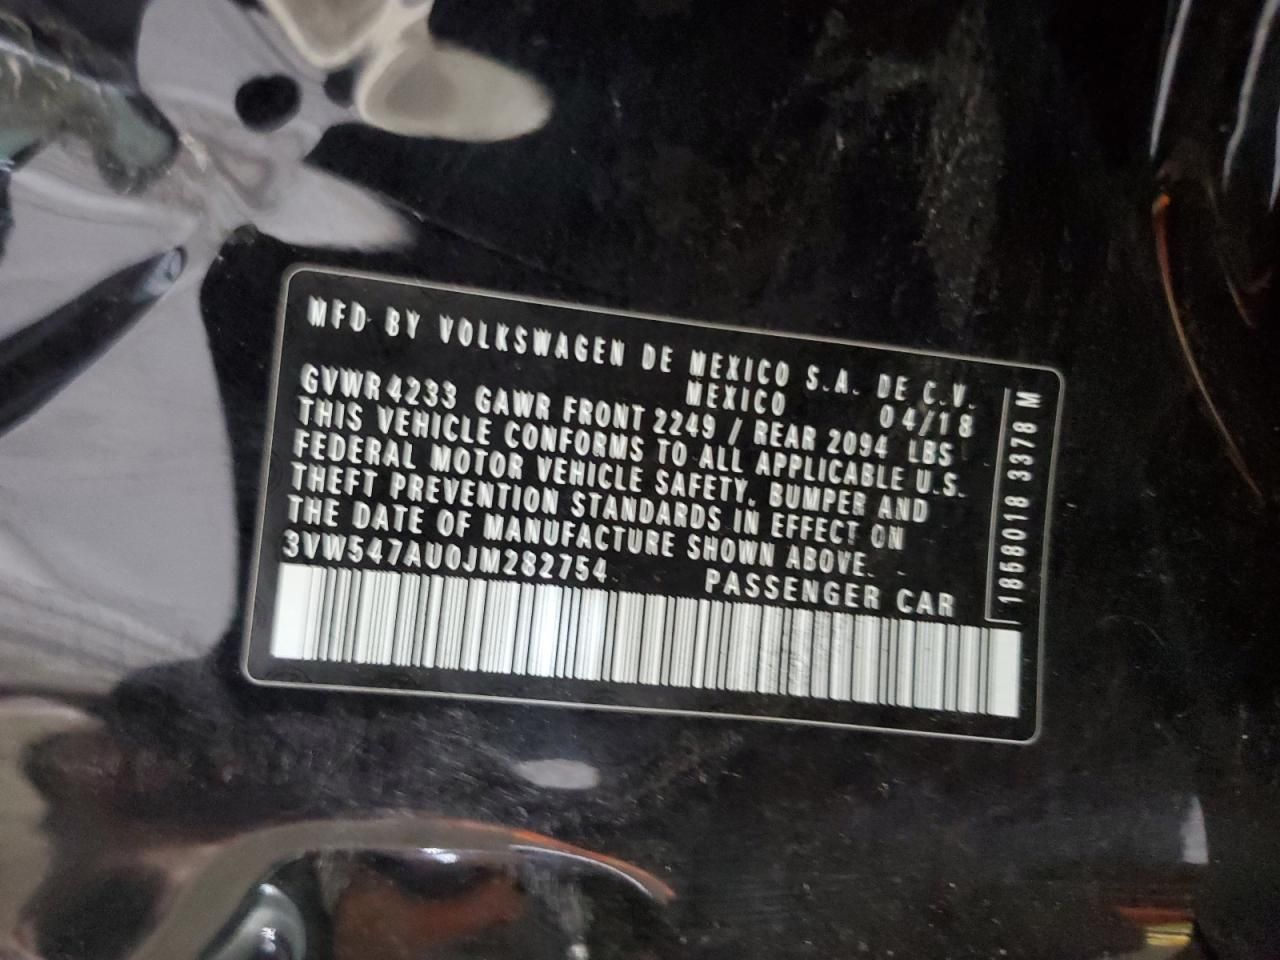 MFD BY VOLKSWAGEN DE MEXICO S.A. DE C.V.
MEXICO 04/18
GVWR 4233 GAWR FRONT 2249 / REAR 2094 LBS
THIS VEHICLE CONFORMS TO ALL APPLICABLE U.S.
FEDERAL MOTOR VEHICLE SAFETY, BUMPER AND
THEFT PREVENTION STANDARDS IN EFFECT ON
THE DATE OF MANUFACTURE SHOWN ABOVE.
3VW547AU0JM282754 PASSENGER CAR
1858018 3378 M